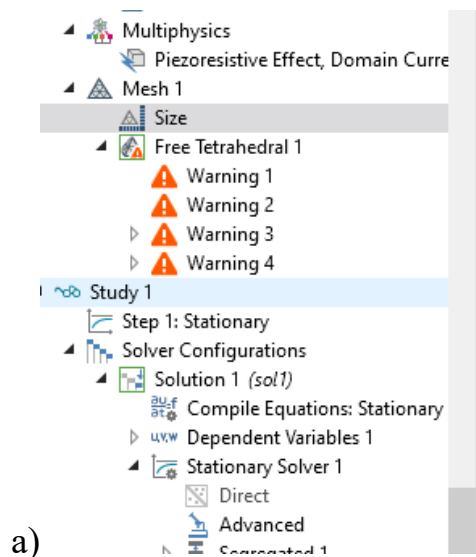 Multiphysics
Piezoresistive Effect, Domain Curre
Mesh 1
Size
Free Tetrahedral 1
Warning 1
Warning 2
Warning 3
Warning 4
Study 1
Step 1: Stationary
Solver Configurations
Solution 1 (sol1)
Compile Equations: Stationary
Dependent Variables 1
Stationary Solver 1
Direct
Advanced
a) Segregated 1